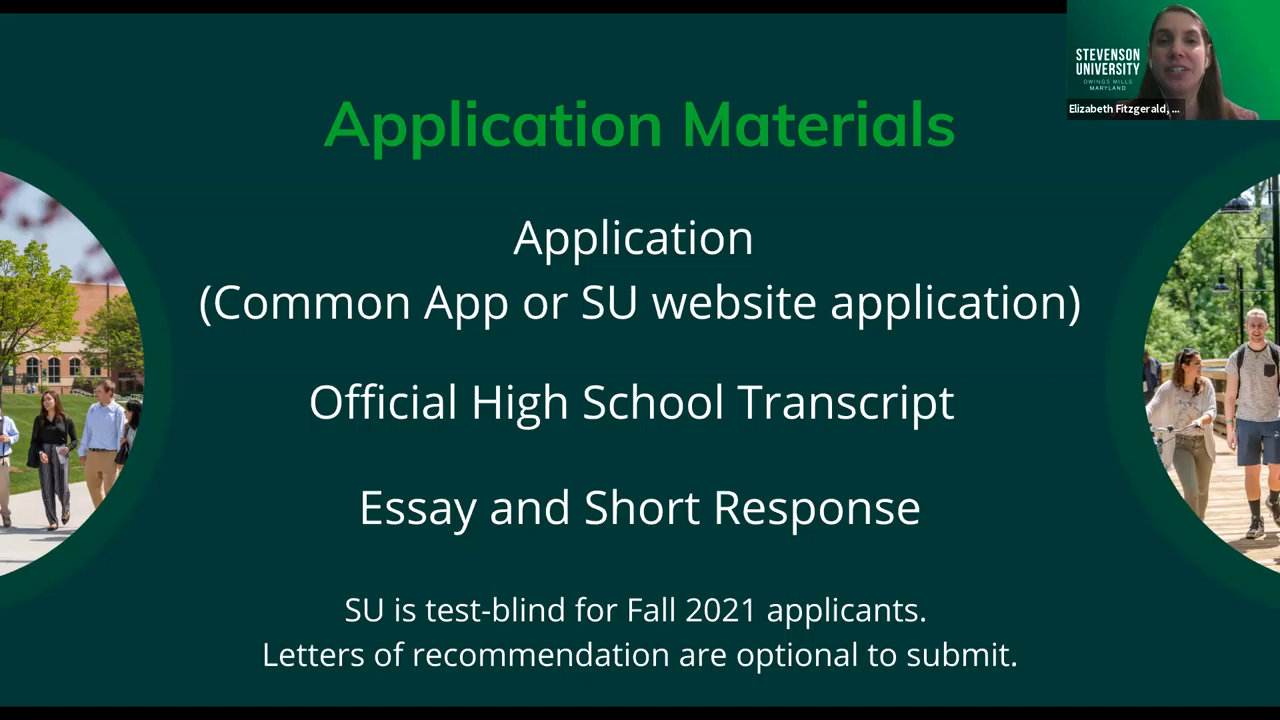 STEVENSON
UNIVERSITY
OWINGS MILLS
MARYLAND
Elizabeth Fitzgerald, ...
Application Materials
Application
(Common App or SU website application)
Official High School Transcript
Essay and Short Response
SU is test-blind for Fall 2021 applicants.
Letters of recommendation are optional to submit.